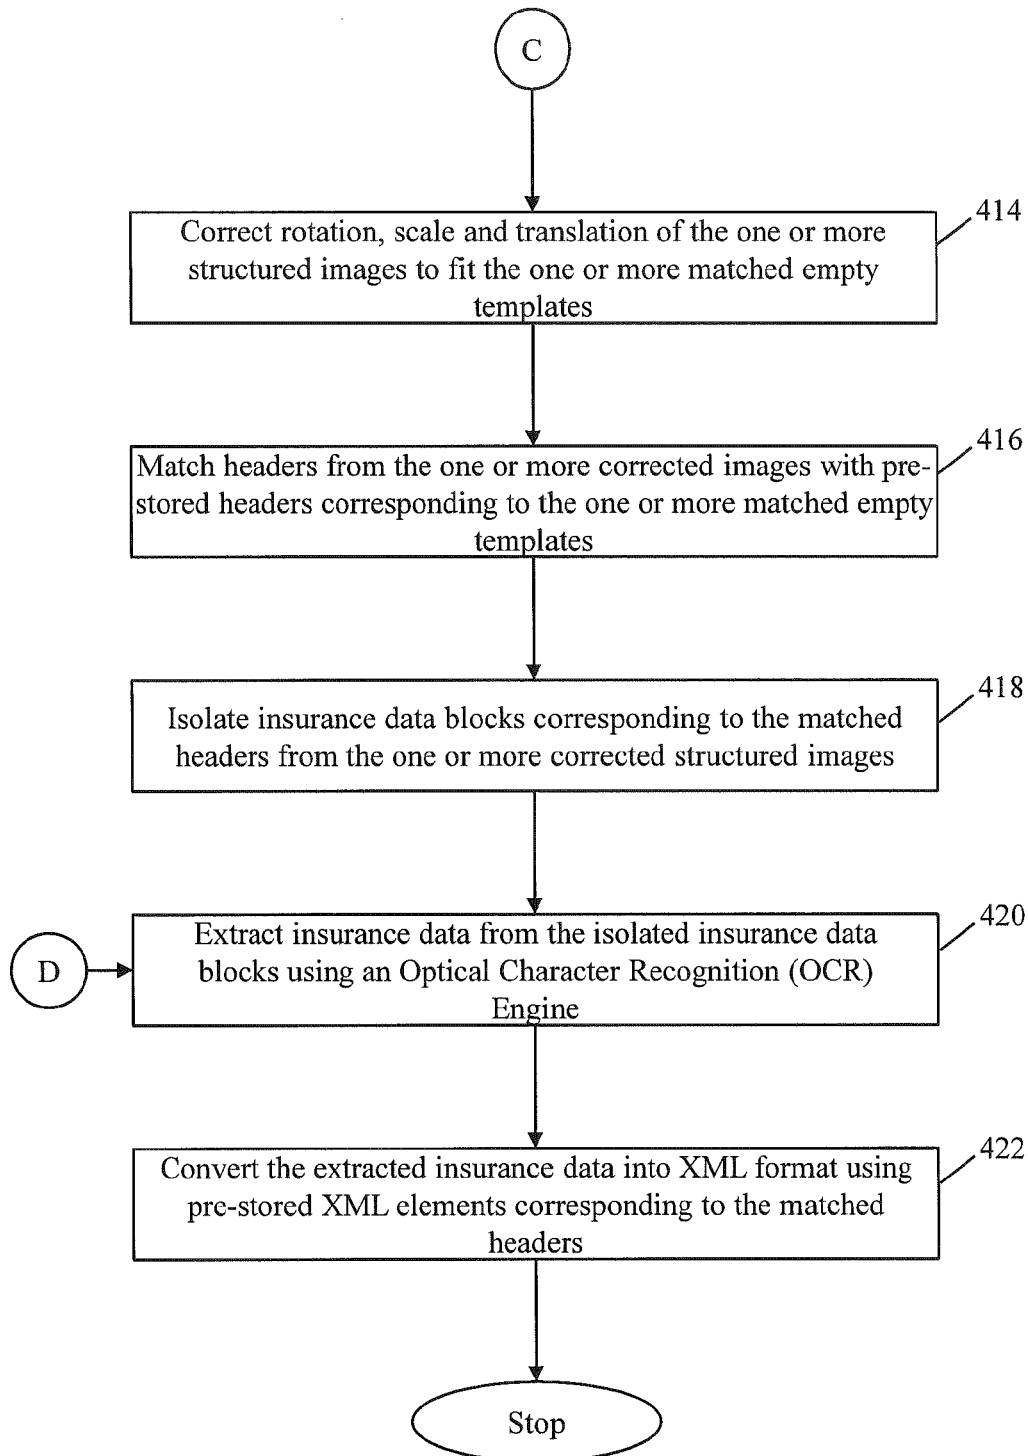 C
414
Correct rotation, scale and translation of the one or more
structured images to fit the one or more matched empty
templates
416
Match headers from the one or more corrected images with pre-
stored headers corresponding to the one or more matched empty
templates
418
Isolate insurance data blocks corresponding to the matched
headers from the one or more corrected structured images
420
D
Extract insurance data from the isolated insurance data
blocks using an Optical Character Recognition (OCR)
Engine
422
Convert the extracted insurance data into XML format using
pre-stored XML elements corresponding to the matched
headers
Stop